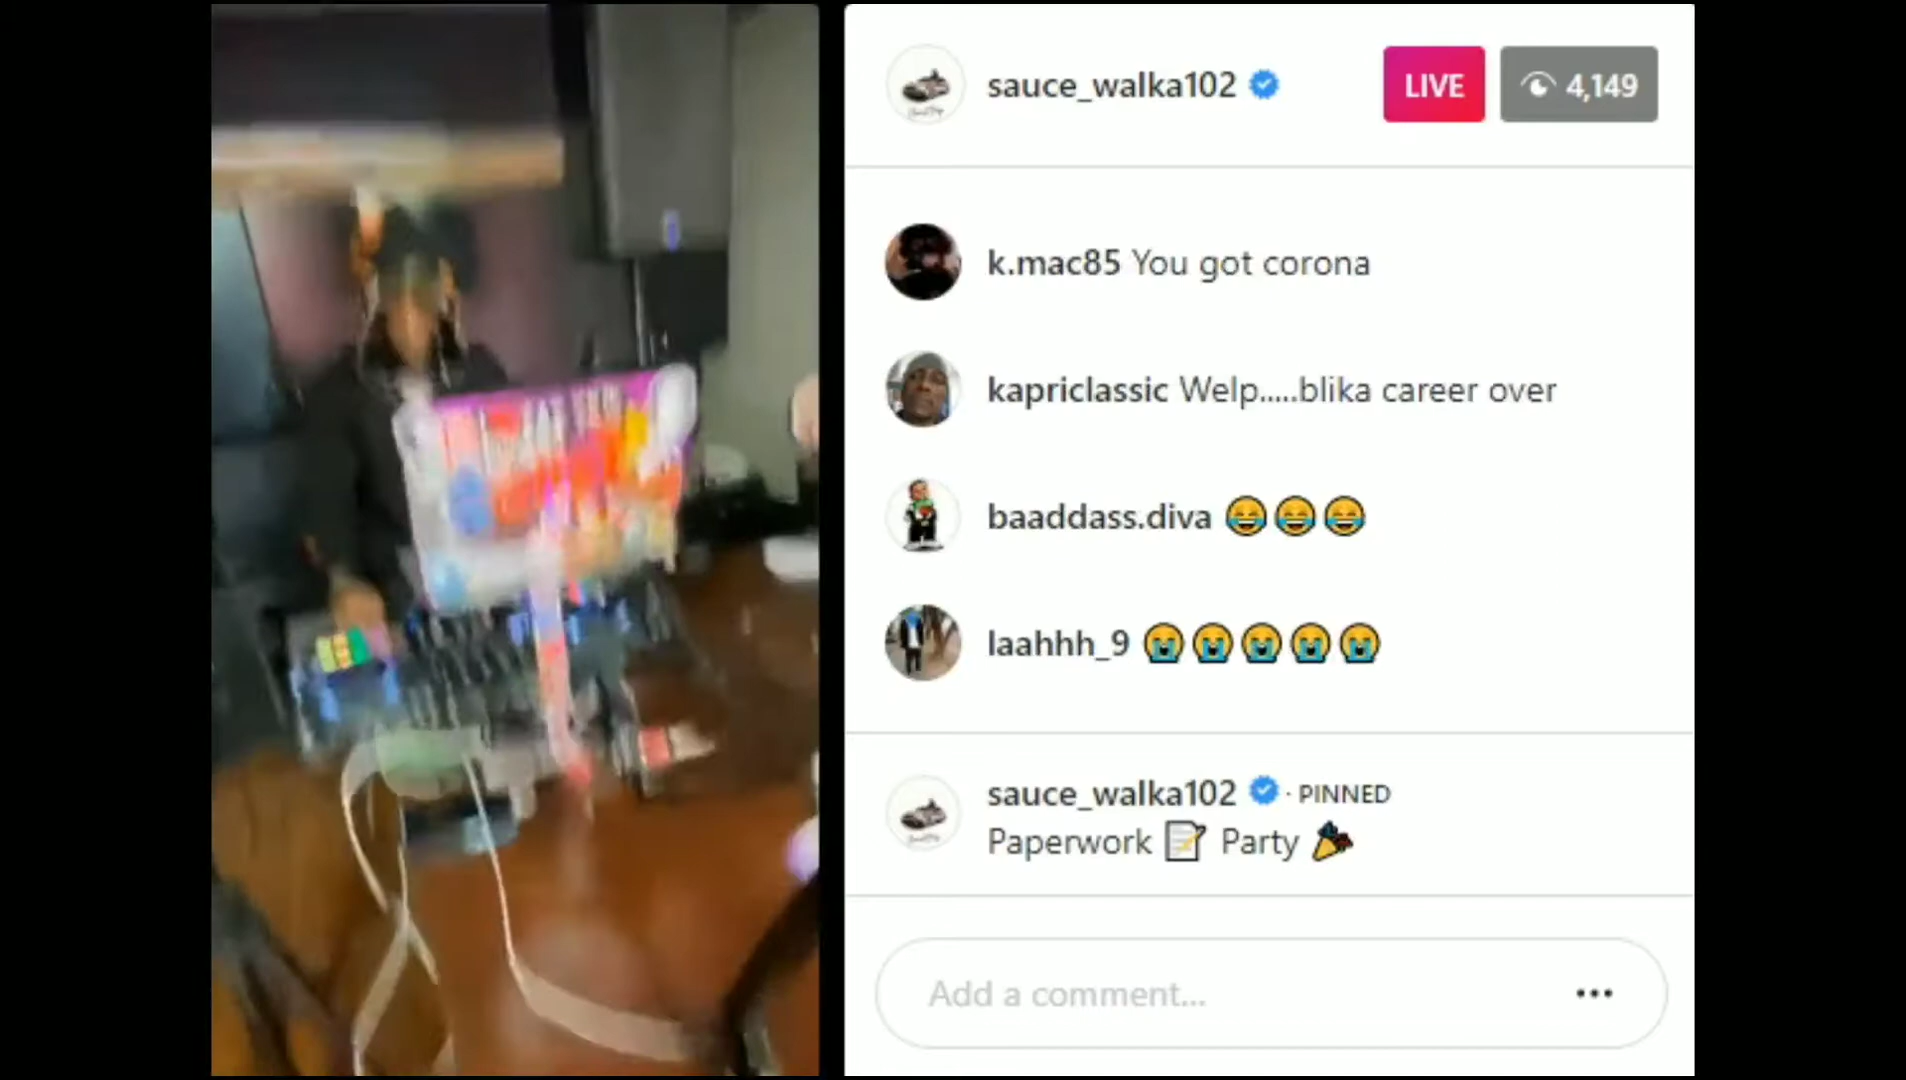 sauce_walka102
LIVE
4,149
k.mac85 You got corona
kapriclassic Welp.....blika career over
baaddass.diva 😂😂😂
laahhh_9 😭😭😭😭😭
sauce_walka102 · PINNED
Paperwork 📝 Party 🎉
Add a comment...